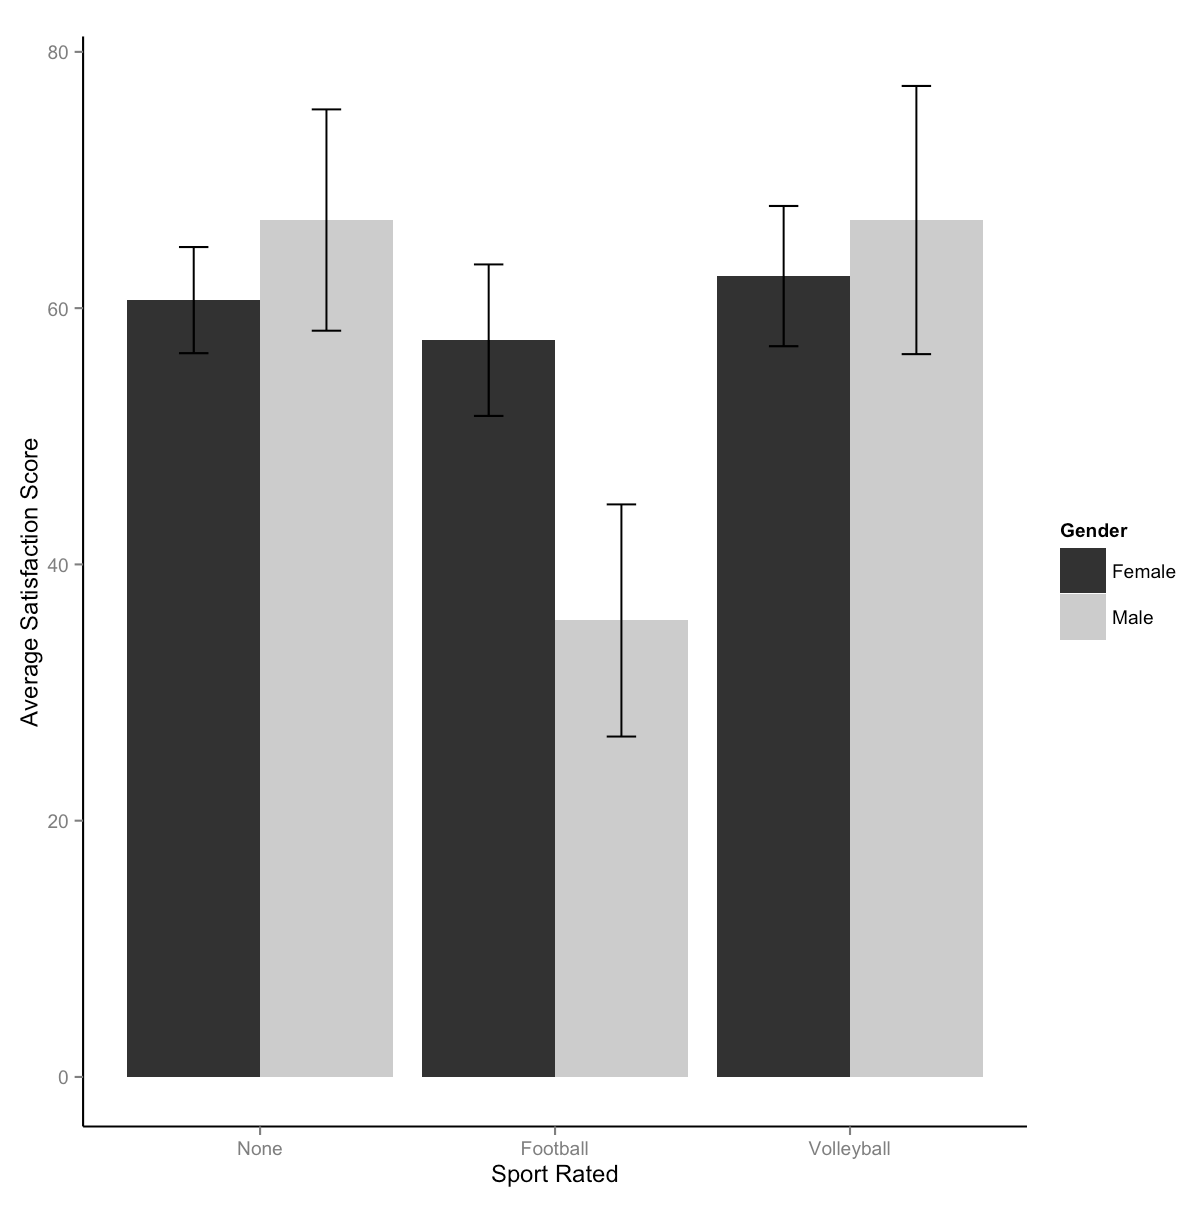 80
60
40
20
0
Average Satisfaction Score
None
Football
Volleyball
Sport Rated
Gender
Female
Male